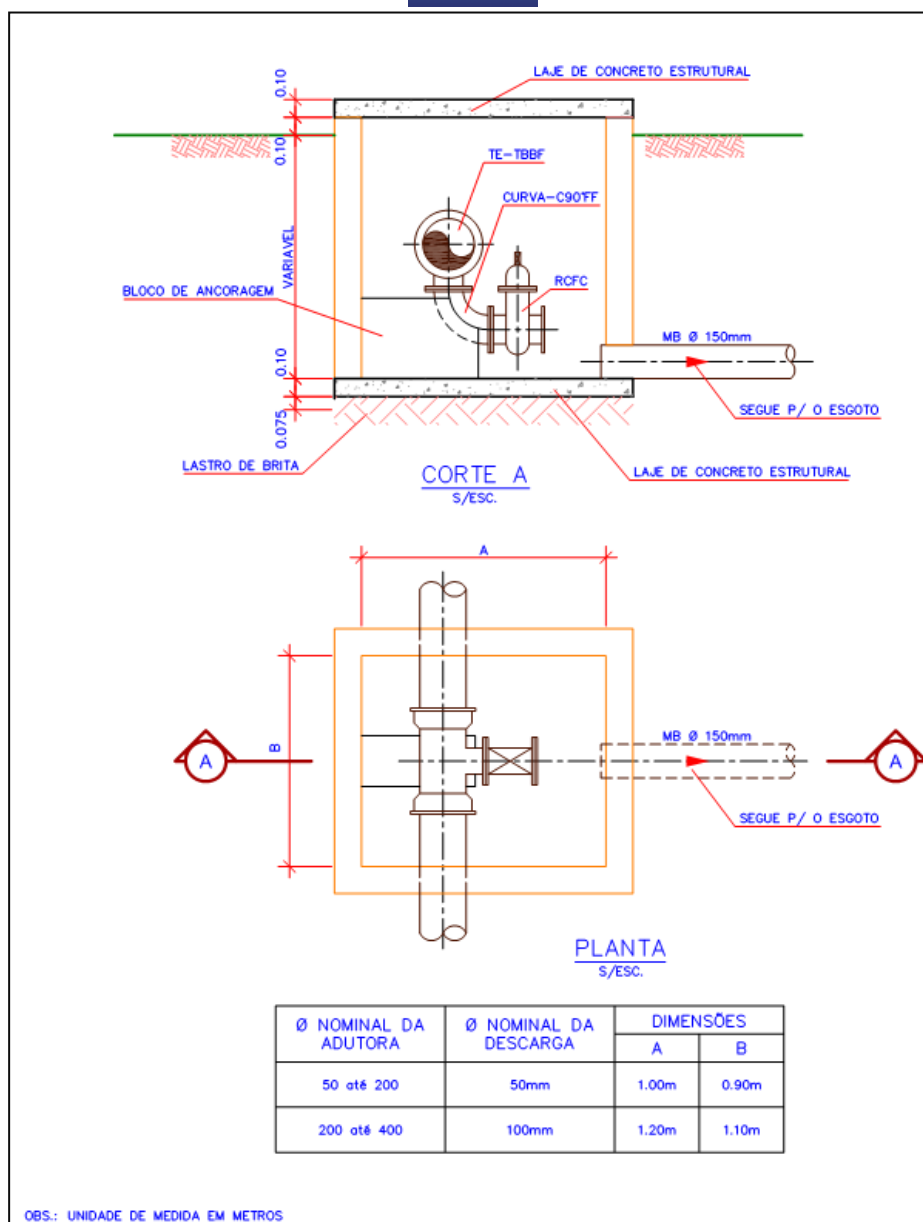 LAJE DE CONCRETO ESTRUTURAL
0.10
0.10
TE-TBBF
CURVA-C90°FF
VARIAVEL
BLOCO DE ANCORAGEM
RCFC
MB Ø 150mm
0.10
0.075
SEGUE P/ O ESGOTO
LASTRO DE BRITA
LAJE DE CONCRETO ESTRUTURAL
CORTE A
S/ESC.
A
B
MB Ø 150mm
A
A
SEGUE P/ O ESGOTO
PLANTA
S/ESC.
Ø NOMINAL DA ADUTORA
Ø NOMINAL DA DESCARGA
DIMENSÕES
A B
50 até 200 50mm 1.00m 0.90m
200 até 400 100mm 1.20m 1.10m
OBS.: UNIDADE DE MEDIDA EM METROS